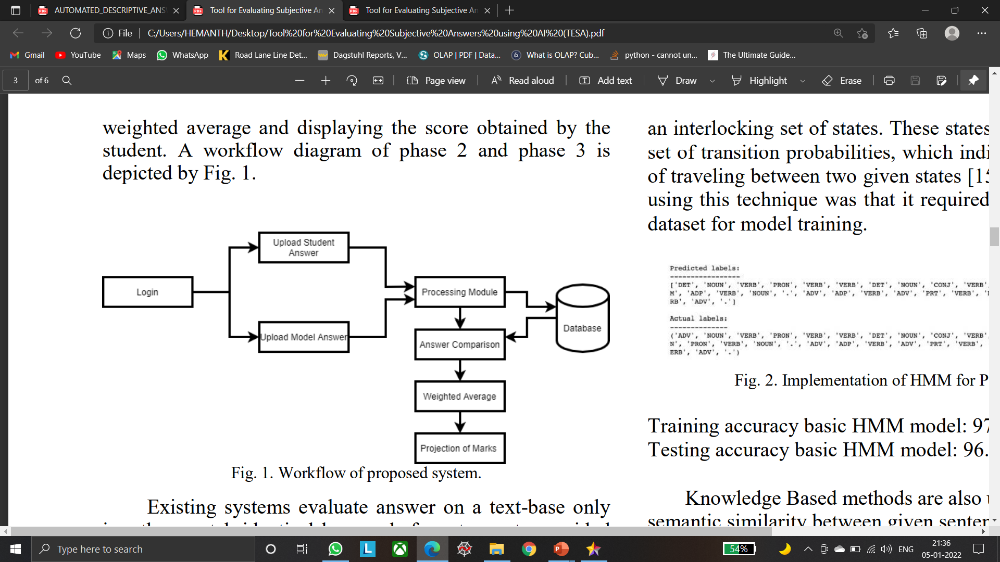 AUTOMATED_DESCRIPTIVE_ANS
Tool for Evaluating Subjective An
Tool for Evaluating Subjective An
File
C:/Users/HEMANTH/Desktop/Tool%20for%20Evaluating%20Subjective%20Answers%20using%20AI%20(TESA).pdf
Gmail
YouTube
Maps
WhatsApp
Road Lane Line Det...
Dagstuhl Reports, V...
OLAP | PDF | Data...
What is OLAP? Cub...
python - cannot un...
The Ultimate Guide...
3 of 6
Page view
Read aloud
Add text
Draw
Highlight
Erase
weighted average and displaying the score obtained by the
student. A workflow diagram of phase 2 and phase 3 is
depicted by Fig. 1.
Login
Upload Student
Answer
Upload Model Answer
Processing Module
Answer Comparison
Weighted Average
Projection of Marks
Database
Fig. 1. Workflow of proposed system.
Existing systems evaluate answer on a text-base only
an interlocking set of states. These states
set of transition probabilities, which indi
of traveling between two given states [15
using this technique was that it required
dataset for model training.
Predicted labels:
-----------------
['DET', 'NOUN', 'VERB', 'PRON', 'VERB', 'VERB', 'DET', 'NOUN', 'CONJ', 'VERB'
M', 'ADP', 'VERB', 'NOUN', '.', 'ADV', 'ADP', 'VERB', 'ADV', 'PRT', 'VERB', '
RB', 'ADV', '.']
Actual labels:
--------------
('ADV', 'NOUN', 'VERB', 'PRON', 'VERB', 'VERB', 'DET', 'NOUN', 'CONJ', 'VERB'
N', 'PRON', 'VERB', 'NOUN', '.', 'ADV', 'ADP', 'VERB', 'ADV', 'PRT', 'VERB',
ERB', 'ADV', '.')
Fig. 2. Implementation of HMM for P
Training accuracy basic HMM model: 97
Testing accuracy basic HMM model: 96.
Knowledge Based methods are also
semantic similarity between given senten
Type here to search
54%
ENG
21:36
05-01-2022